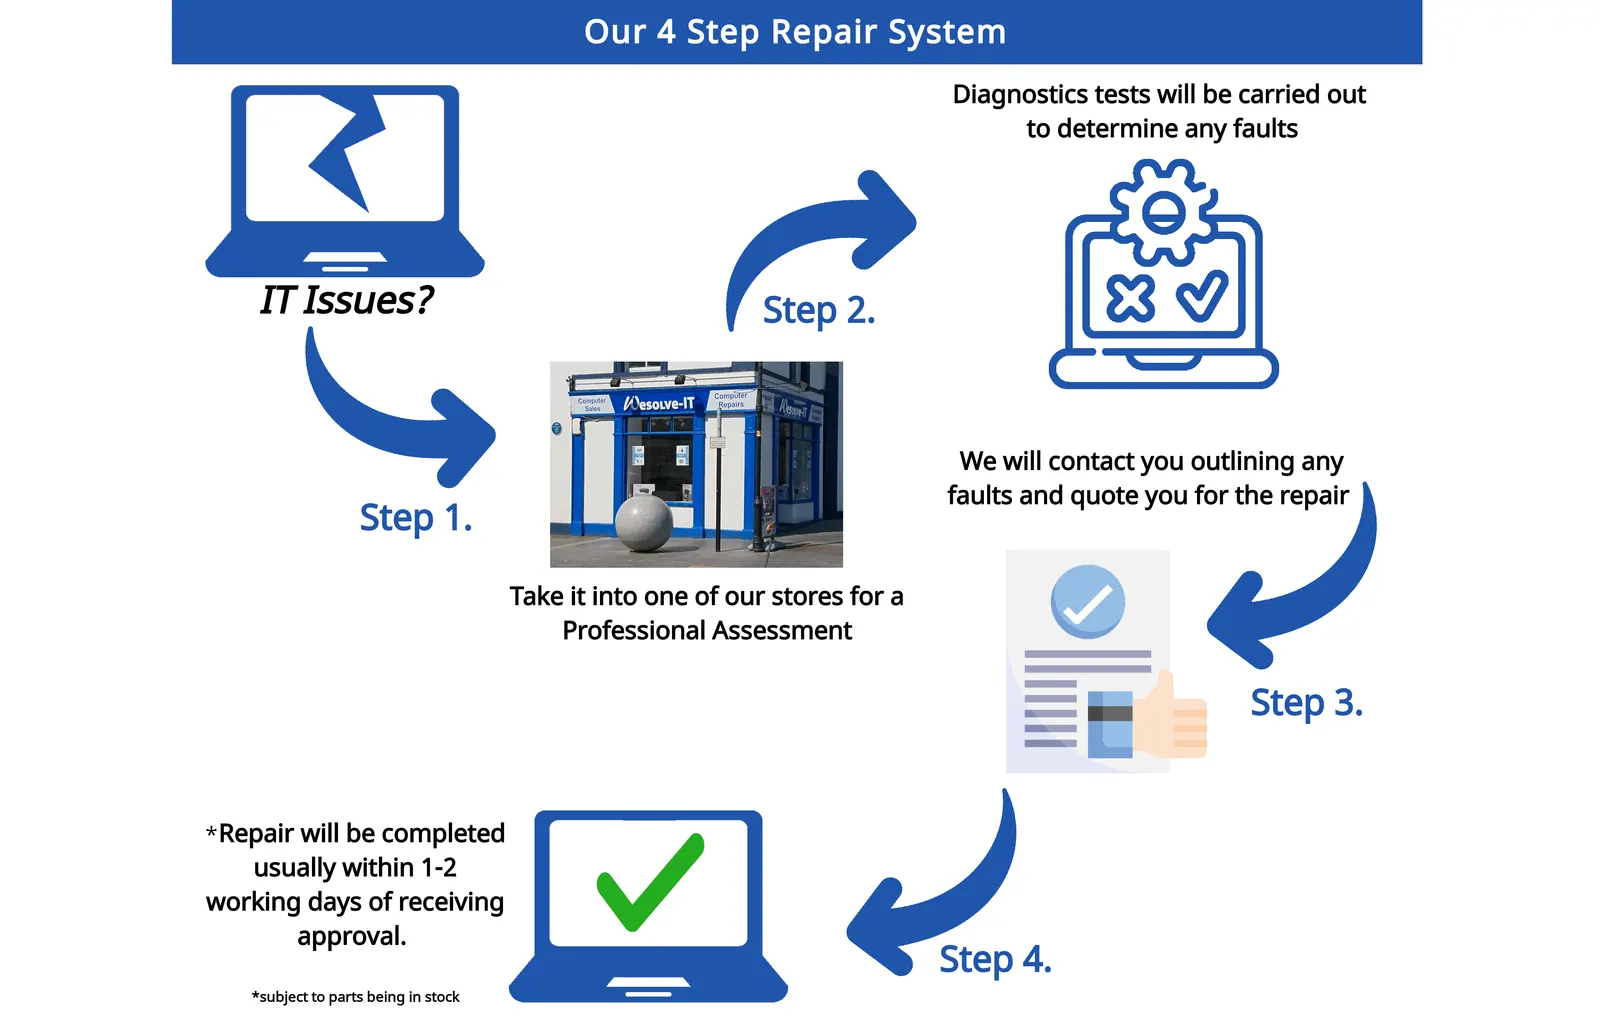 Our 4 Step Repair System
IT Issues?
Step 1.
Computer
Sales
Resolve-IT
Computer
Repairs
Resolve-IT
Take it into one of our stores for a
Professional Assessment
Step 2.
Diagnostics tests will be carried out
to determine any faults
We will contact you outlining any
faults and quote you for the repair
Step 3.
Step 4.
*Repair will be completed
usually within 1-2
working days of receiving
approval.
*subject to parts being in stock